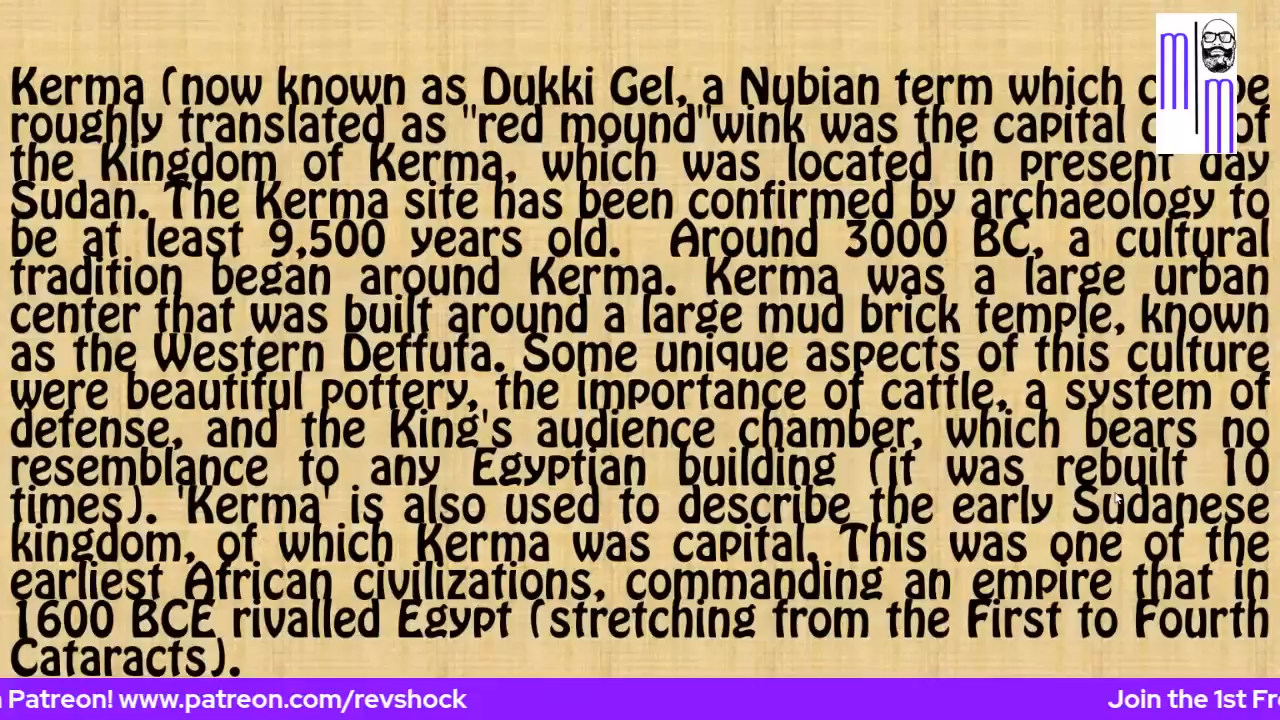 Kerma (now known as Dukki Gel, a Nubian term which be
roughly translated as "red mound"wink was the capital of
the Kingdom of Kerma, which was located in present day
Sudan. The Kerma site has been confirmed by archaeology to
be at least 9,500 years old. Around 3000 BC, a cultural
tradition began around Kerma. Kerma was a large urban
center that was built around a large mud brick temple, known
as the Western Deffufa. Some unique aspects of this culture
were beautiful pottery, the importance of cattle, a system of
defense, and the King's audience chamber, which bears no
resemblance to any Egyptian building (it was rebuilt 10
times). 'Kerma' is also used to describe the early Sudanese
kingdom, of which Kerma was capital. This was one of the
earliest African civilizations, commanding an empire that in
1600 BCE rivalled Egypt (stretching from the First to Fourth
Cataracts).
m m
Patreon! www.patreon.com/revshock Join the 1st